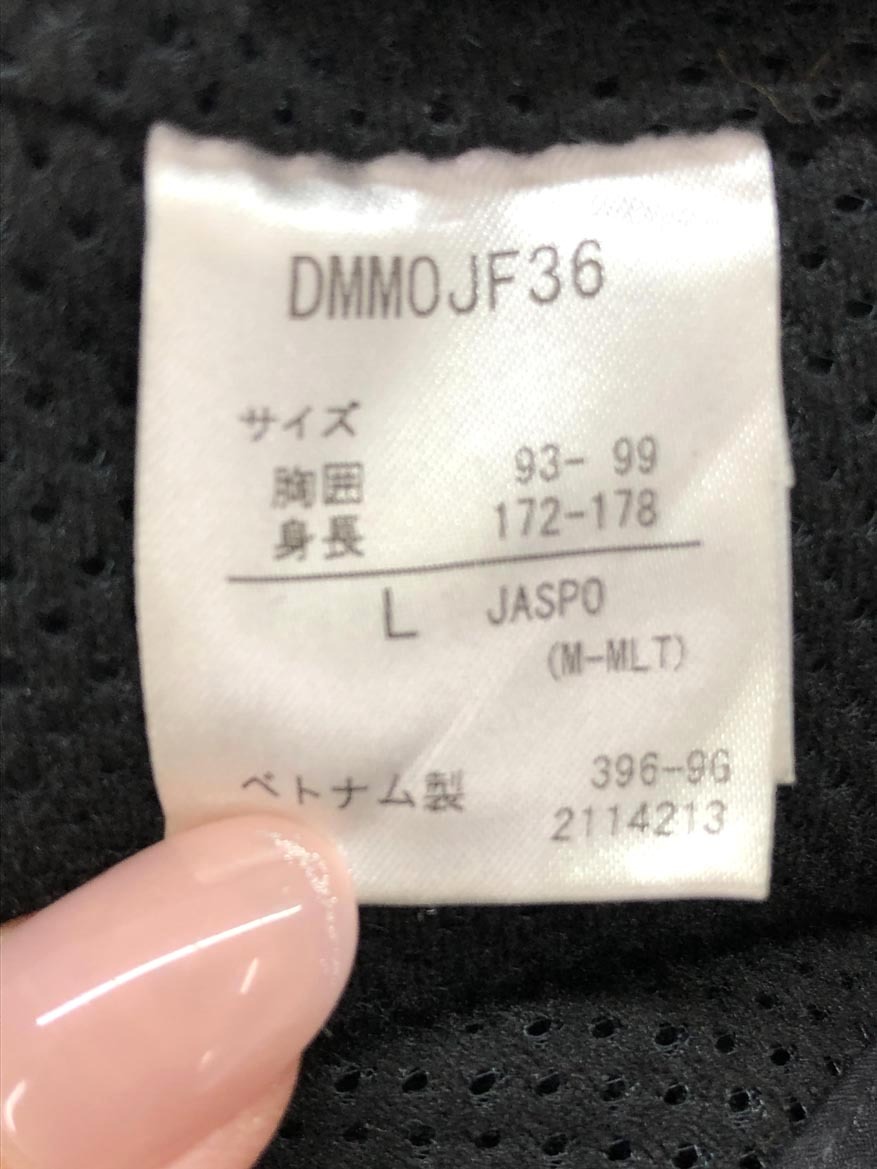 DMMOJF36
サイズ
胸囲 93- 99
身長 172-178
L JASPO
(M-MLT)
ベトナム製 396-9G
2114213